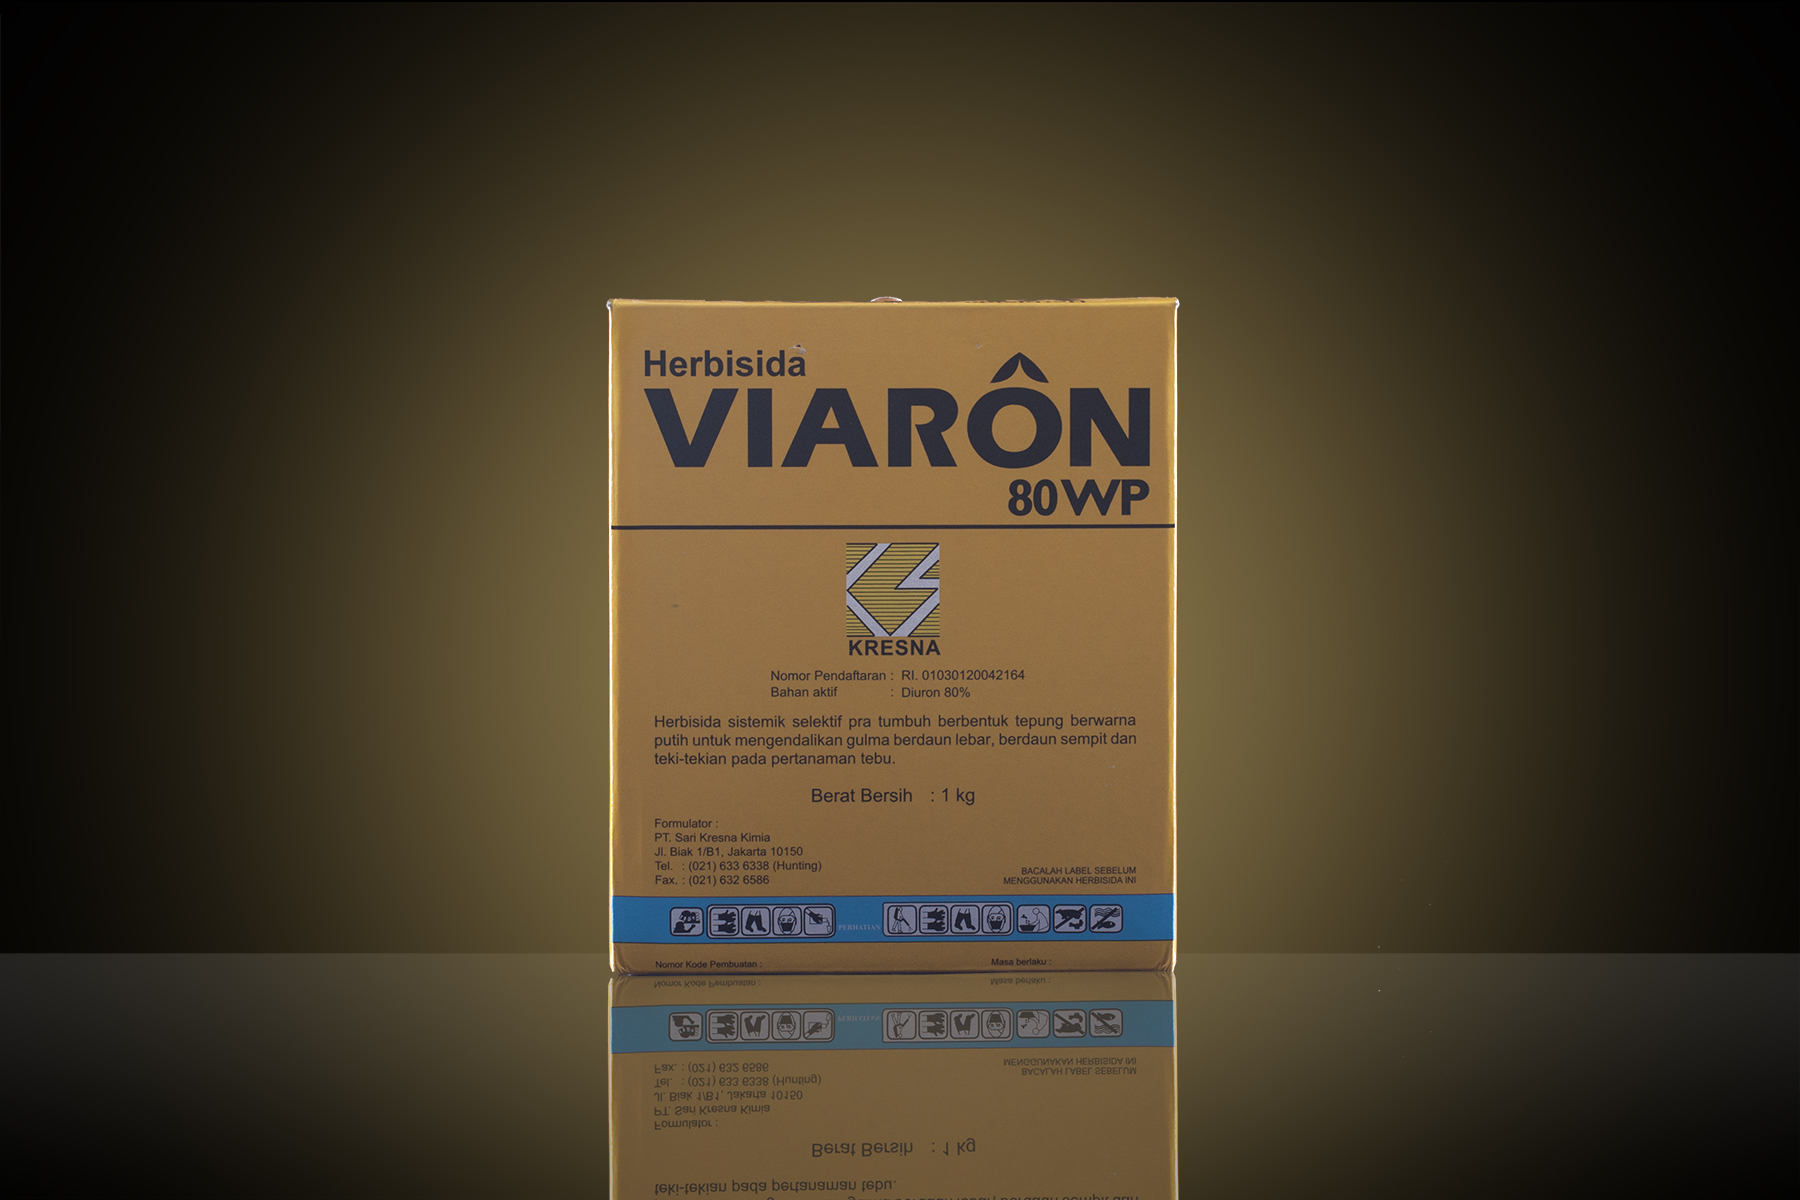 Herbisida
VIARÔN
80WP
KRESNA
Nomor Pendaftaran : RI. 01030120042164
Bahan aktif : Diuron 80%
Herbisida sistemik selektif pra tumbuh berbentuk tepung berwarna
putih untuk mengendalikan gulma berdaun lebar, berdaun sempit dan
teki-tekian pada pertanaman tebu.
Berat Bersih : 1 kg
Formulator :
PT. Sari Kresna Kimia
Jl. Biak 1/B1, Jakarta 10150
Tel. : (021) 633 6338 (Hunting)
Fax. : (021) 632 6586
BACALAH LABEL SEBELUM
MENGGUNAKAN HERBISIDA INI
PERHATIAN
Nomor Kode Pembuatan :
Masa berlaku :